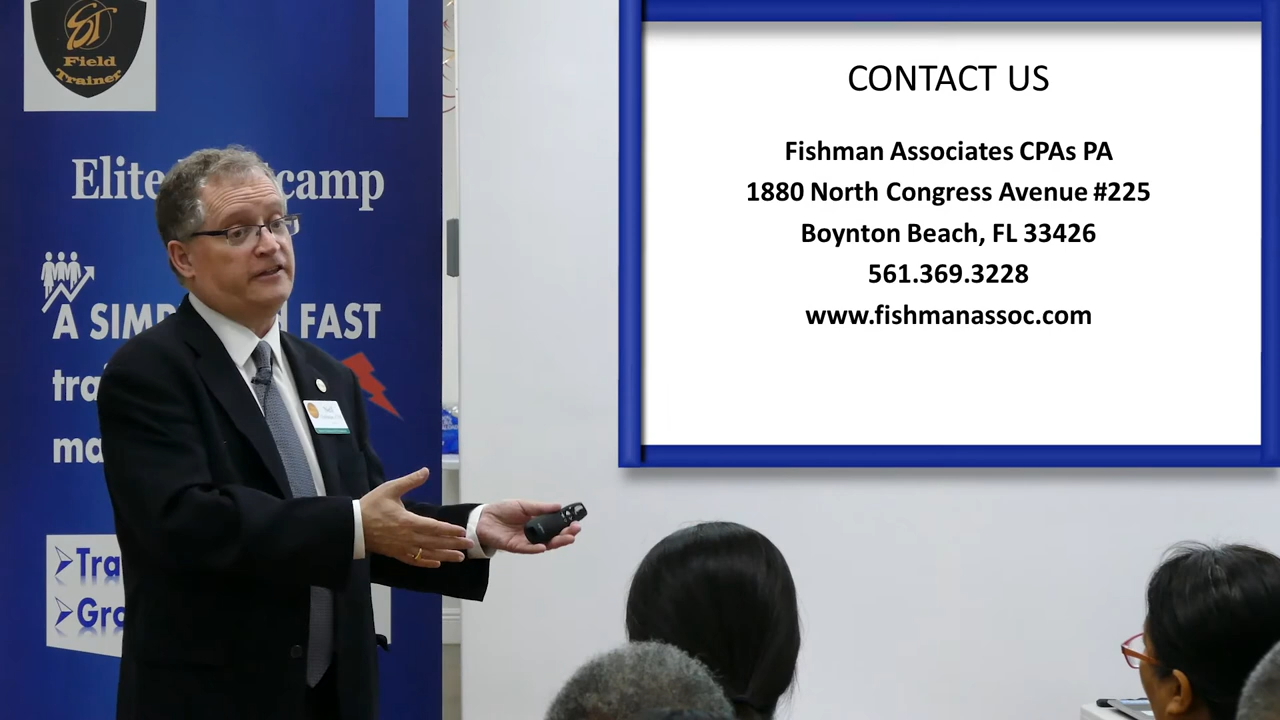 Field
Trainer
Elite
camp
A SIMP
FAST
tra
ma
Tra
Gro
CONTACT US
Fishman Associates CPAs PA
1880 North Congress Avenue #225
Boynton Beach, FL 33426
561.369.3228
www.fishmanassoc.com